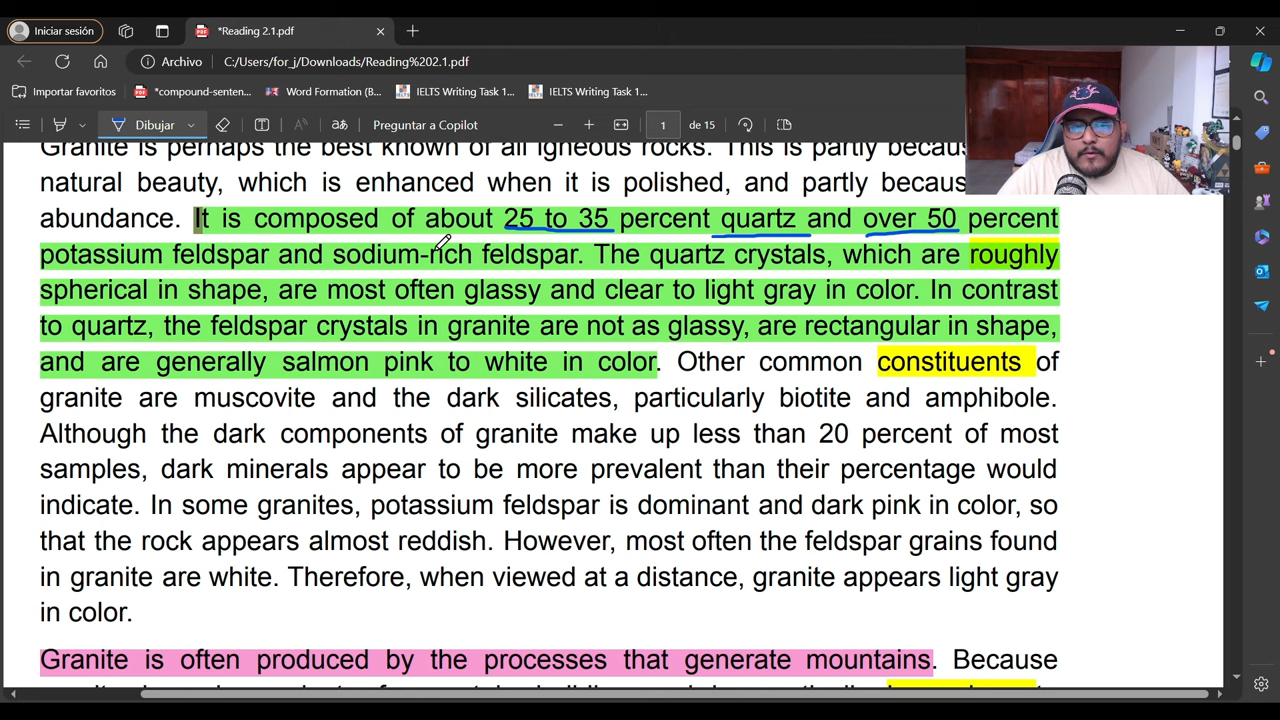 Iniciar sesión
*Reading 2.1.pdf
Archivo C:/Users/for_j/Downloads/Reading%202.1.pdf
Importar favoritos *compound-senten... Word Formation (B... IELTS Writing Task 1... IELTS Writing Task 1...
Dibujar aあ Preguntar a Copilot 1 de 15
Granite is perhaps the best known of all igneous rocks. This is partly
natural beauty, which is enhanced when it is polished, and partly
abundance. It is composed of about 25 to 35 percent quartz and over 50 percent
potassium feldspar and sodium-rich feldspar. The quartz crystals, which are roughly
spherical in shape, are most often glassy and clear to light gray in color. In contrast
to quartz, the feldspar crystals in granite are not as glassy, are rectangular in shape,
and are generally salmon pink to white in color. Other common constituents of
granite are muscovite and the dark silicates, particularly biotite and amphibole.
Although the dark components of granite make up less than 20 percent of most
samples, dark minerals appear to be more prevalent than their percentage would
indicate. In some granites, potassium feldspar is dominant and dark pink in color, so
that the rock appears almost reddish. However, most often the feldspar grains found
in granite are white. Therefore, when viewed at a distance, granite appears light gray
in color.
Granite is often produced by the processes that generate mountains. Because